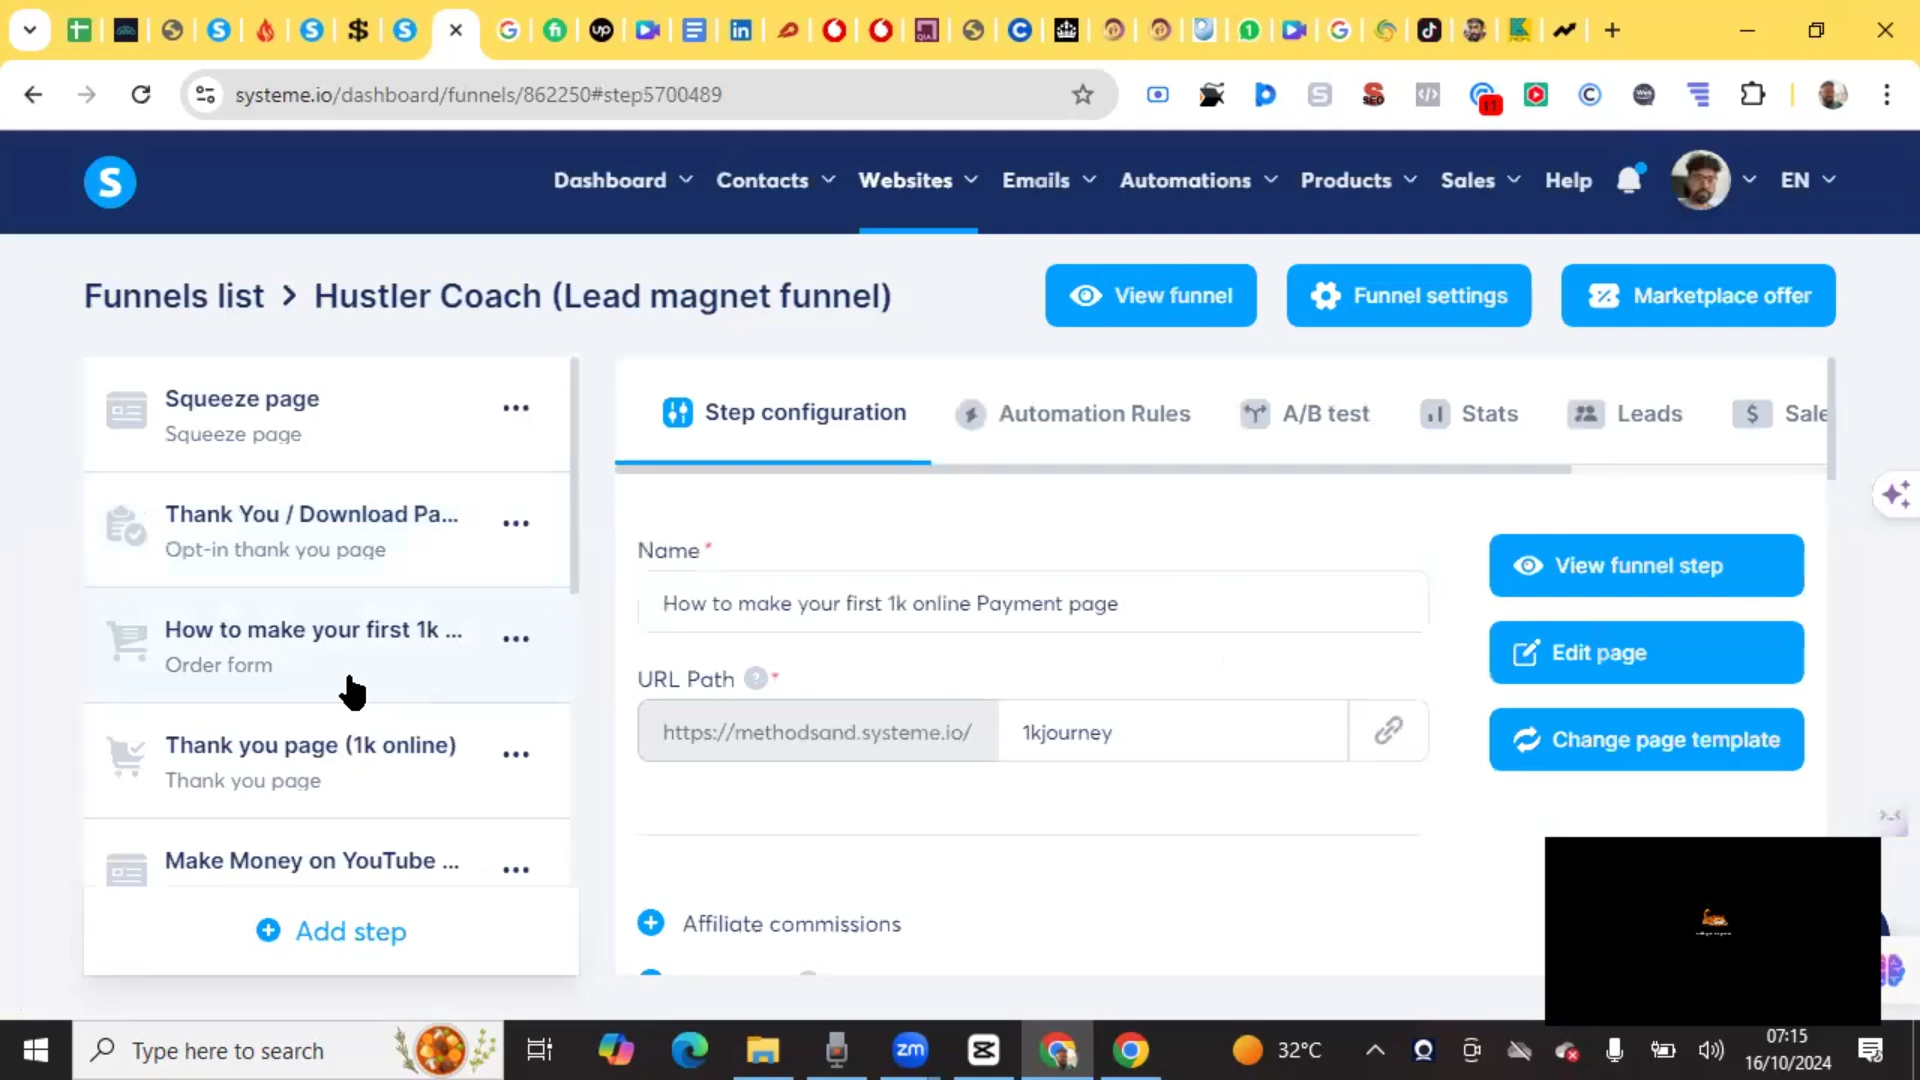 systeme.io/dashboard/funnels/862250#step5700489
11
S
Dashboard
Contacts
Websites
Emails
Automations
Products
Sales
Help
EN
Funnels list > Hustler Coach (Lead magnet funnel)
View funnel
Funnel settings
Marketplace offer
Squeeze page
Squeeze page
Thank You / Download Pa...
Opt-in thank you page
How to make your first 1k ...
Order form
Thank you page (1k online)
Thank you page
Make Money on YouTube ...
Add step
Step configuration
Automation Rules
A/B test
Stats
Leads
Sale
Name *
How to make your first 1k online Payment page
URL Path ? *
https://methodsand.systeme.io/
1kjourney
View funnel step
Edit page
Change page template
Affiliate commissions
Type here to search
zm
32°C
07:15
16/10/2024